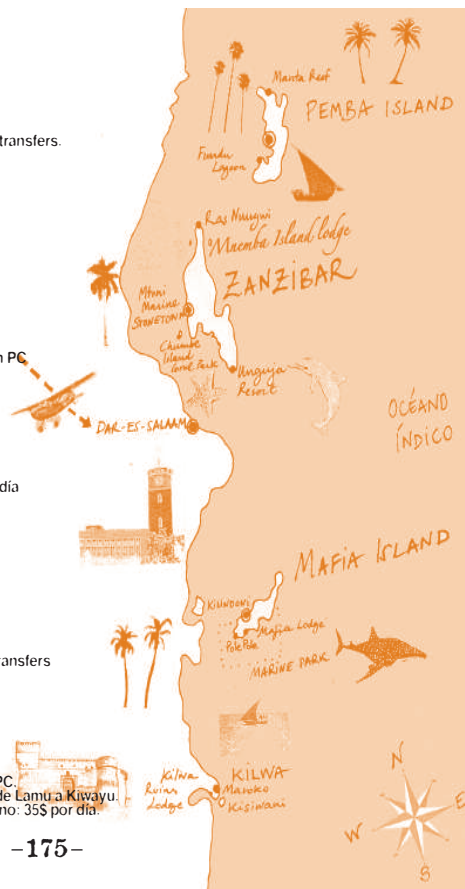 Manta Reef
PEMBA ISLAND
transfers.
Fundu
Lagoon
Ras Nungwi
Mnemba Island lodge
ZANZIBAR
Mtoni
Marine
STONETOWN
Chumbe
Island
Coral Park
n PC
Unguja
Resort
OCÉANO
ÍNDICO
DAR-ES-SALAAM
día
MAFIA ISLAND
KILINDONI
Mafia Lodge
Pole Pole
ransfers
MARINE PARK
PC.
de Lamu a Kiwayu.
no: 35$ por día.
Kilwa
Ruins
Lodge
KILWA
Masoko
Kisiwani
N
E
W
S
–175–